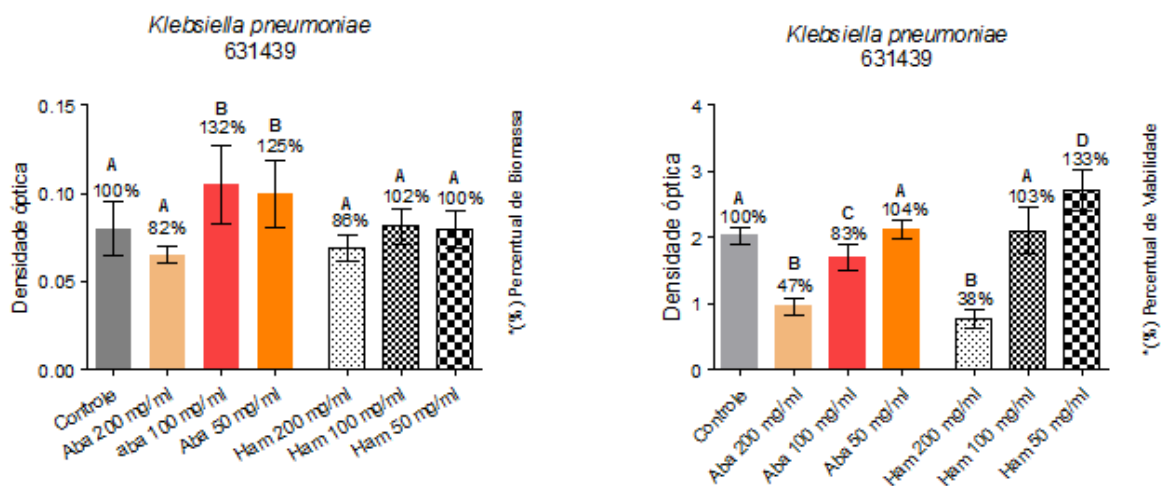 Klebsiella pneumoniae
631439
Densidade óptica
0.15
0.10
0.05
0.00
A
100%
A
82%
B
132%
B
125%
A
86%
A
102%
A
100%
Controle
Aba 200 mg/ml
aba 100 mg/ml
Aba 50 mg/ml
Ham 200 mg/ml
Ham 100 mg/ml
Ham 50 mg/ml
*(%) Percentual de Biomassa
Klebsiella pneumoniae
631439
Densidade óptica
4
3
2
1
0
A
100%
B
47%
C
83%
A
104%
B
38%
A
103%
D
133%
Controle
Aba 200 mg/ml
Aba 100 mg/ml
Aba 50 mg/ml
Ham 200 mg/ml
Ham 100 mg/ml
Ham 50 mg/ml
*(%) Percentual de Viabilidade